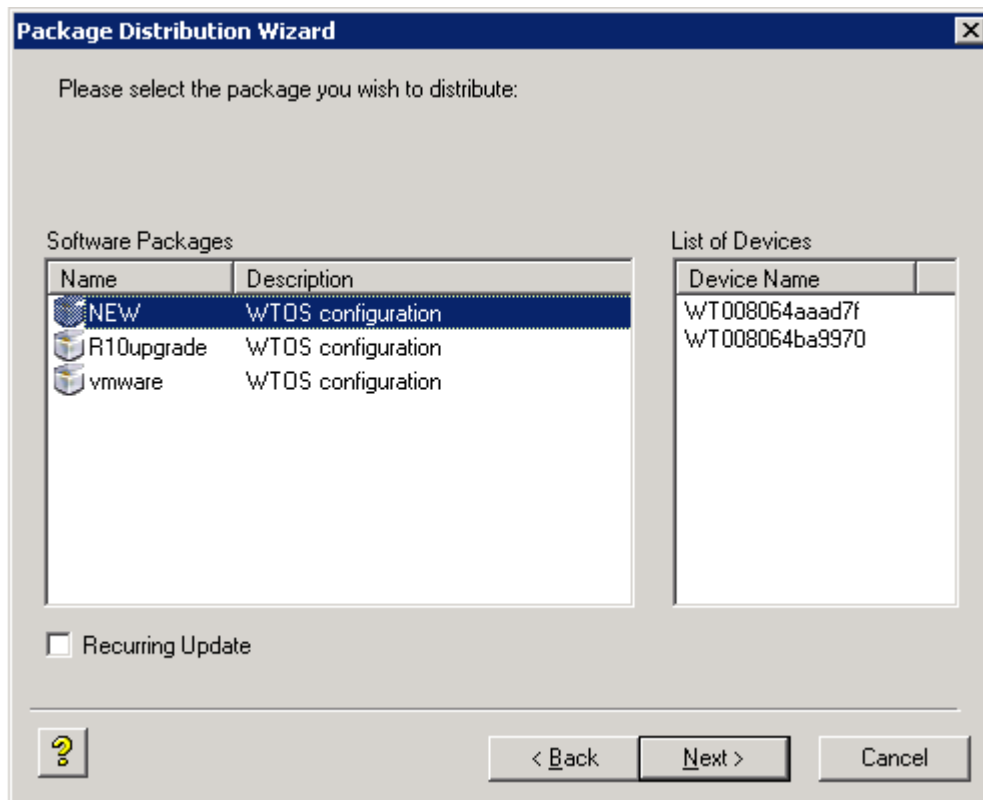 Package Distribution Wizard
Please select the package you wish to distribute:
Software Packages
Name Description
NEW WTOS configuration
R10upgrade WTOS configuration
vmware WTOS configuration
List of Devices
Device Name
WT008064aaad7f
WT008064ba9970
Recurring Update
?
< Back Next > Cancel